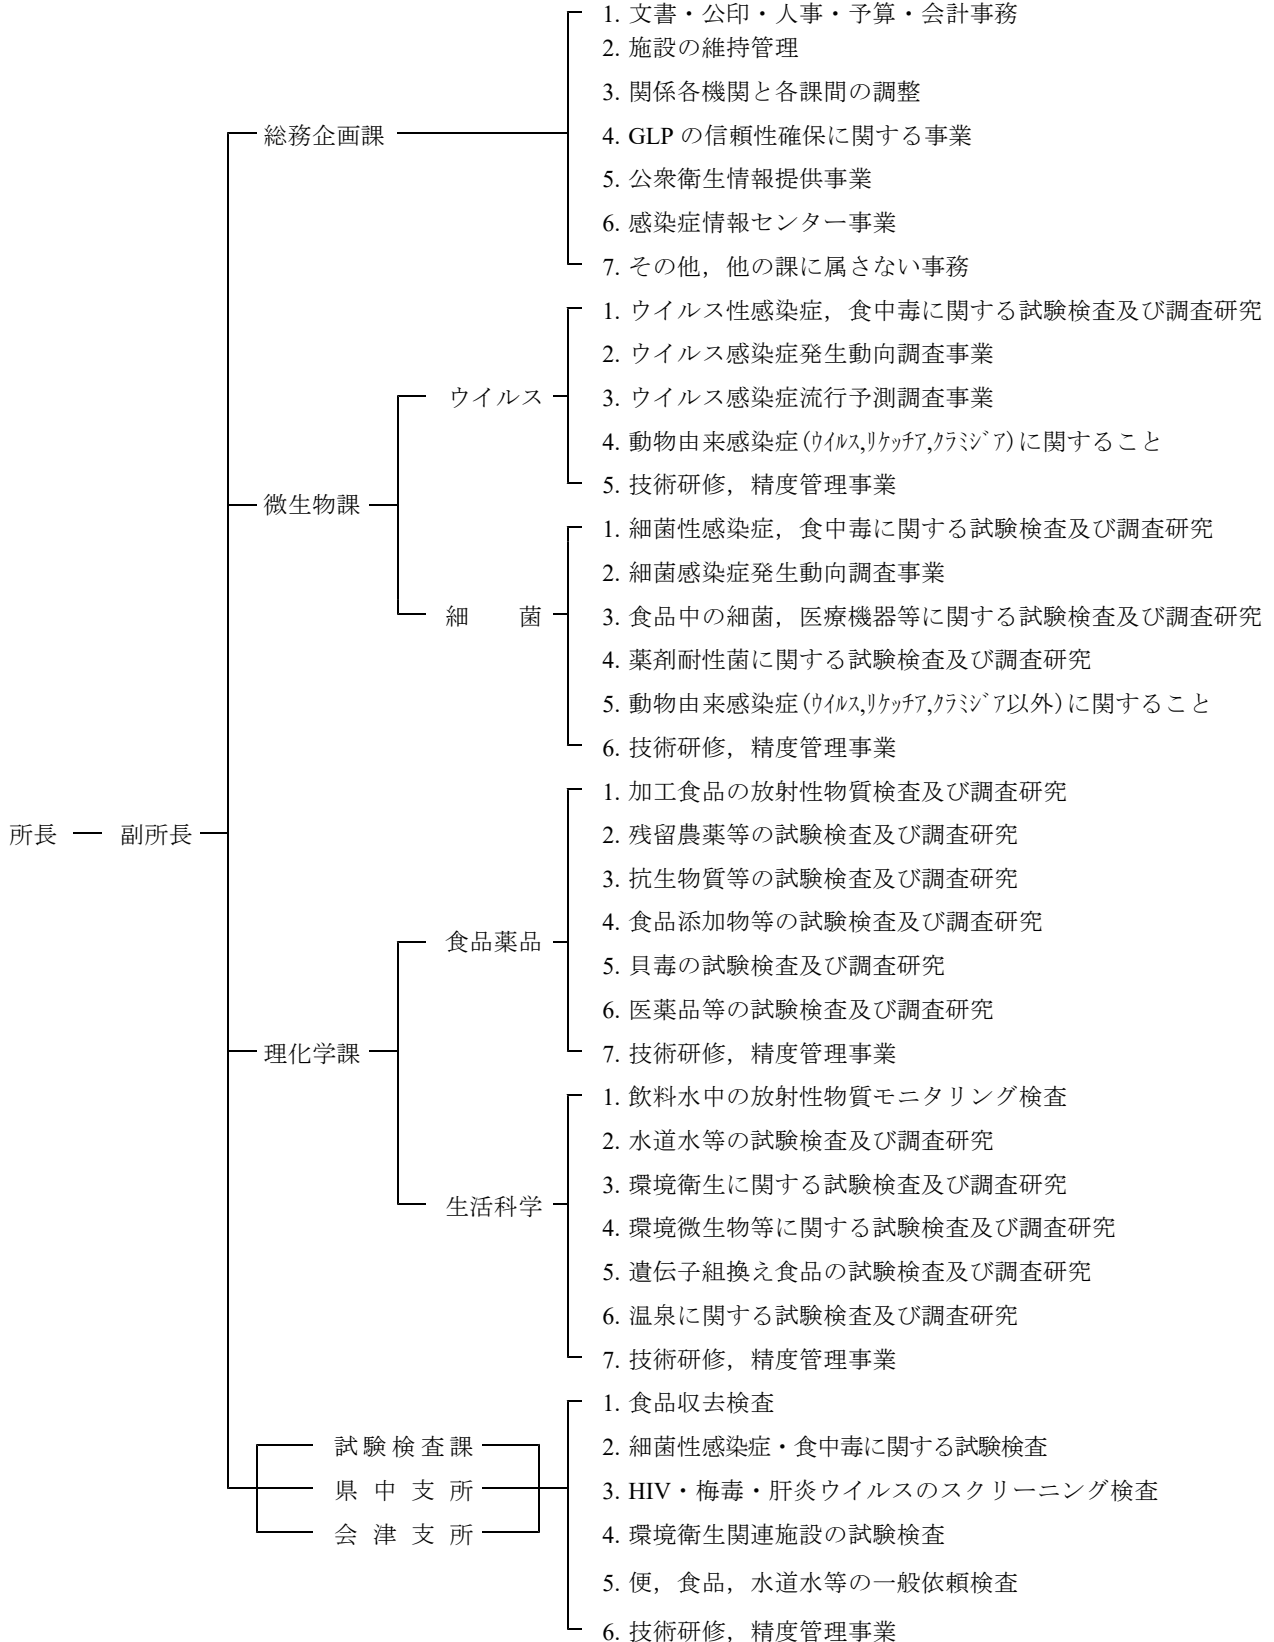 1. 文書・公印・人事・予算・会計事務
2. 施設の維持管理
3. 関係各機関と各課間の調整
総務企画課
4. GLP の信頼性確保に関する事業
5. 公衆衛生情報提供事業
6. 感染症情報センター事業
7. その他，他の課に属さない事務
1. ウイルス性感染症，食中毒に関する試験検査及び調査研究
2. ウイルス感染症発生動向調査事業
ウイルス
3. ウイルス感染症流行予測調査事業
4. 動物由来感染症(ｳｲﾙｽ,ﾘｹｯﾁｱ,ｸﾗﾐｼﾞｱ)に関すること
5. 技術研修，精度管理事業
微生物課
1. 細菌性感染症，食中毒に関する試験検査及び調査研究
2. 細菌感染症発生動向調査事業
細　菌
3. 食品中の細菌，医療機器等に関する試験検査及び調査研究
4. 薬剤耐性菌に関する試験検査及び調査研究
5. 動物由来感染症(ｳｲﾙｽ,ﾘｹｯﾁｱ,ｸﾗﾐｼﾞｱ以外)に関すること
6. 技術研修，精度管理事業
1. 加工食品の放射性物質検査及び調査研究
所長 副所長
2. 残留農薬等の試験検査及び調査研究
3. 抗生物質等の試験検査及び調査研究
4. 食品添加物等の試験検査及び調査研究
食品薬品
5. 貝毒の試験検査及び調査研究
6. 医薬品等の試験検査及び調査研究
7. 技術研修，精度管理事業
理化学課
1. 飲料水中の放射性物質モニタリング検査
2. 水道水等の試験検査及び調査研究
3. 環境衛生に関する試験検査及び調査研究
生活科学
4. 環境微生物等に関する試験検査及び調査研究
5. 遺伝子組換え食品の試験検査及び調査研究
6. 温泉に関する試験検査及び調査研究
7. 技術研修，精度管理事業
1. 食品収去検査
試験検査課
2. 細菌性感染症・食中毒に関する試験検査
県中支所
3. HIV・梅毒・肝炎ウイルスのスクリーニング検査
会津支所
4. 環境衛生関連施設の試験検査
5. 便，食品，水道水等の一般依頼検査
6. 技術研修，精度管理事業